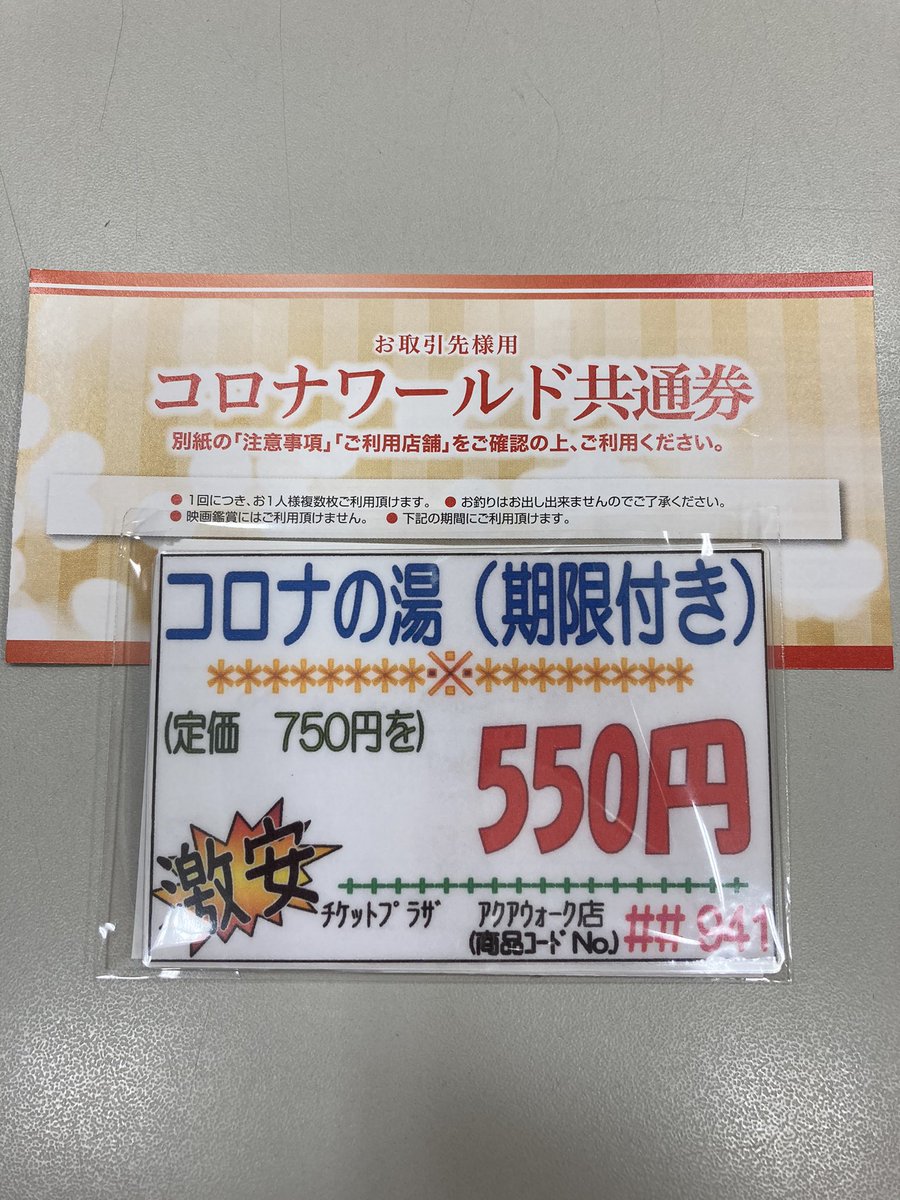 お取引先様用
コロナワールド共通券
別紙の「注意事項」「ご利用店舗」をご確認の上、ご利用ください。
●1回につき、お1人様複数枚ご利用頂けます。 ●お釣りはお出し出来ませんのでご了承ください。
●映画鑑賞にはご利用頂けません。 ●下記の期間にご利用頂けます。
コロナの湯（期限付き）
*********※*********
(定価 750円を)
550円
激安
ﾁｹｯﾄﾌﾟﾗｻﾞ ｱｸｱｳｫｰｸ店
(商品ｺｰﾄﾞNo.) ##941